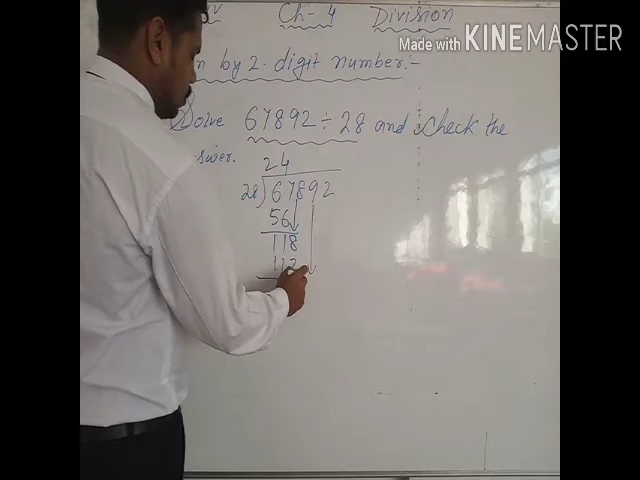 IV Ch-4 Division
Made with KINEMASTER
n by 2-digit number:-
Solve 67892 ÷ 28 and check the
swer.
24
28) 67892
56
118
112